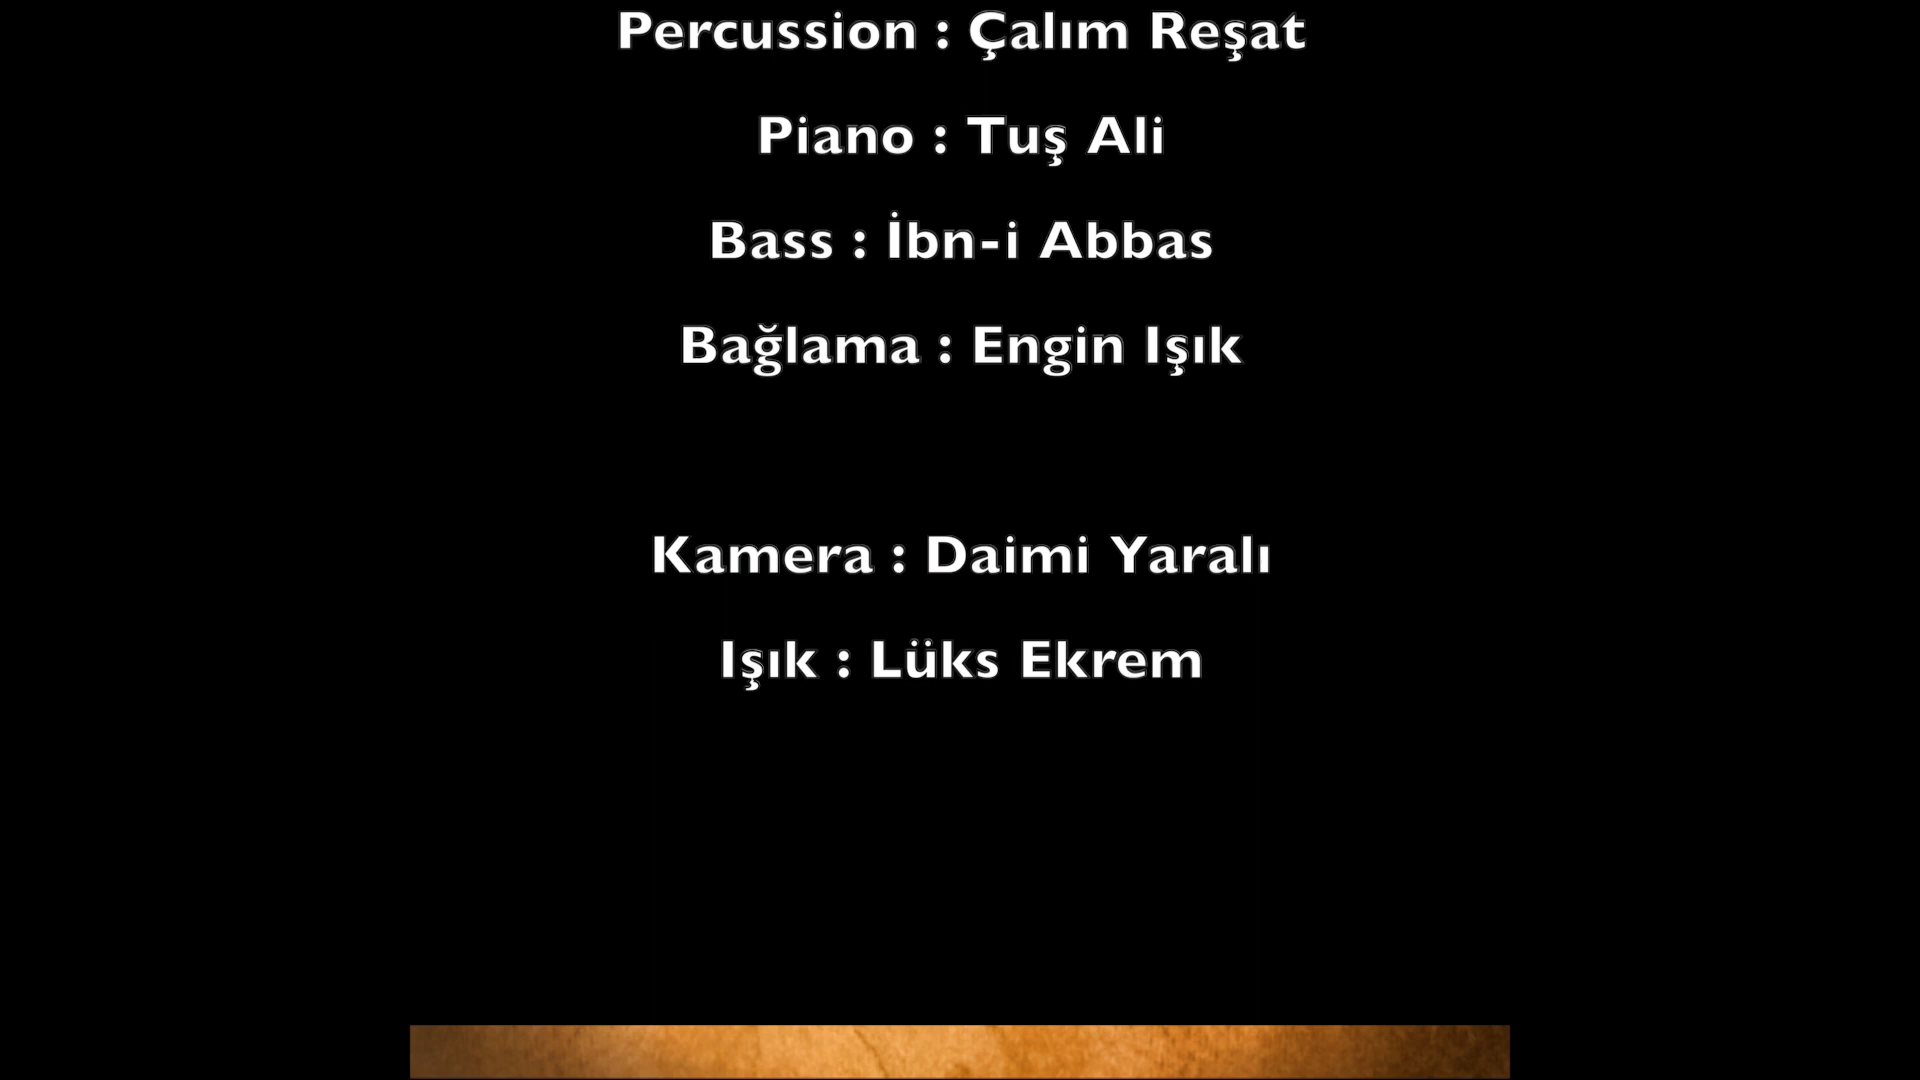 Percussion : Çalım Reşat
Piano : Tuş Ali
Bass : İbn-i Abbas
Bağlama : Engin Işık
Kamera : Daimi Yaralı
Işık : Lüks Ekrem